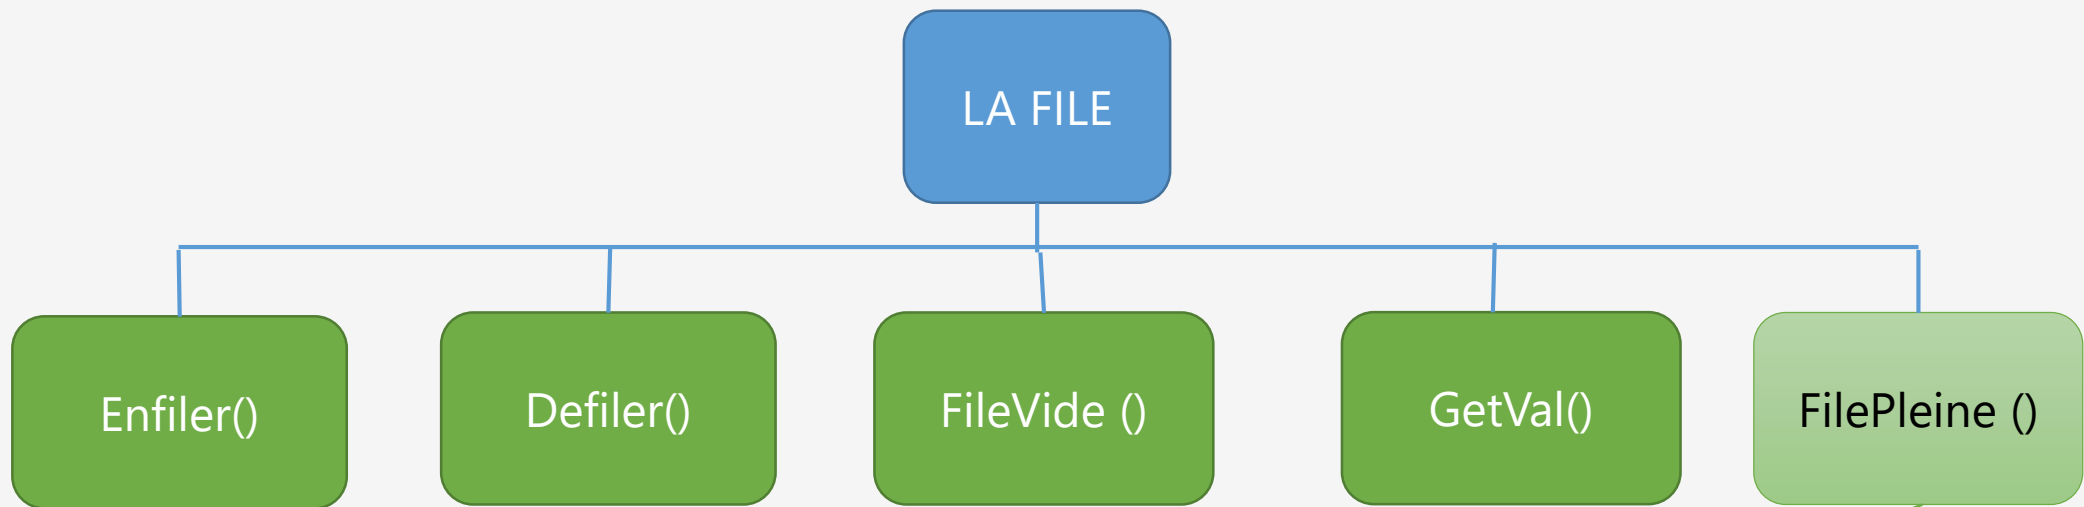 LA FILE
Enfiler()
Defiler()
FileVide ()
GetVal()
FilePleine ()